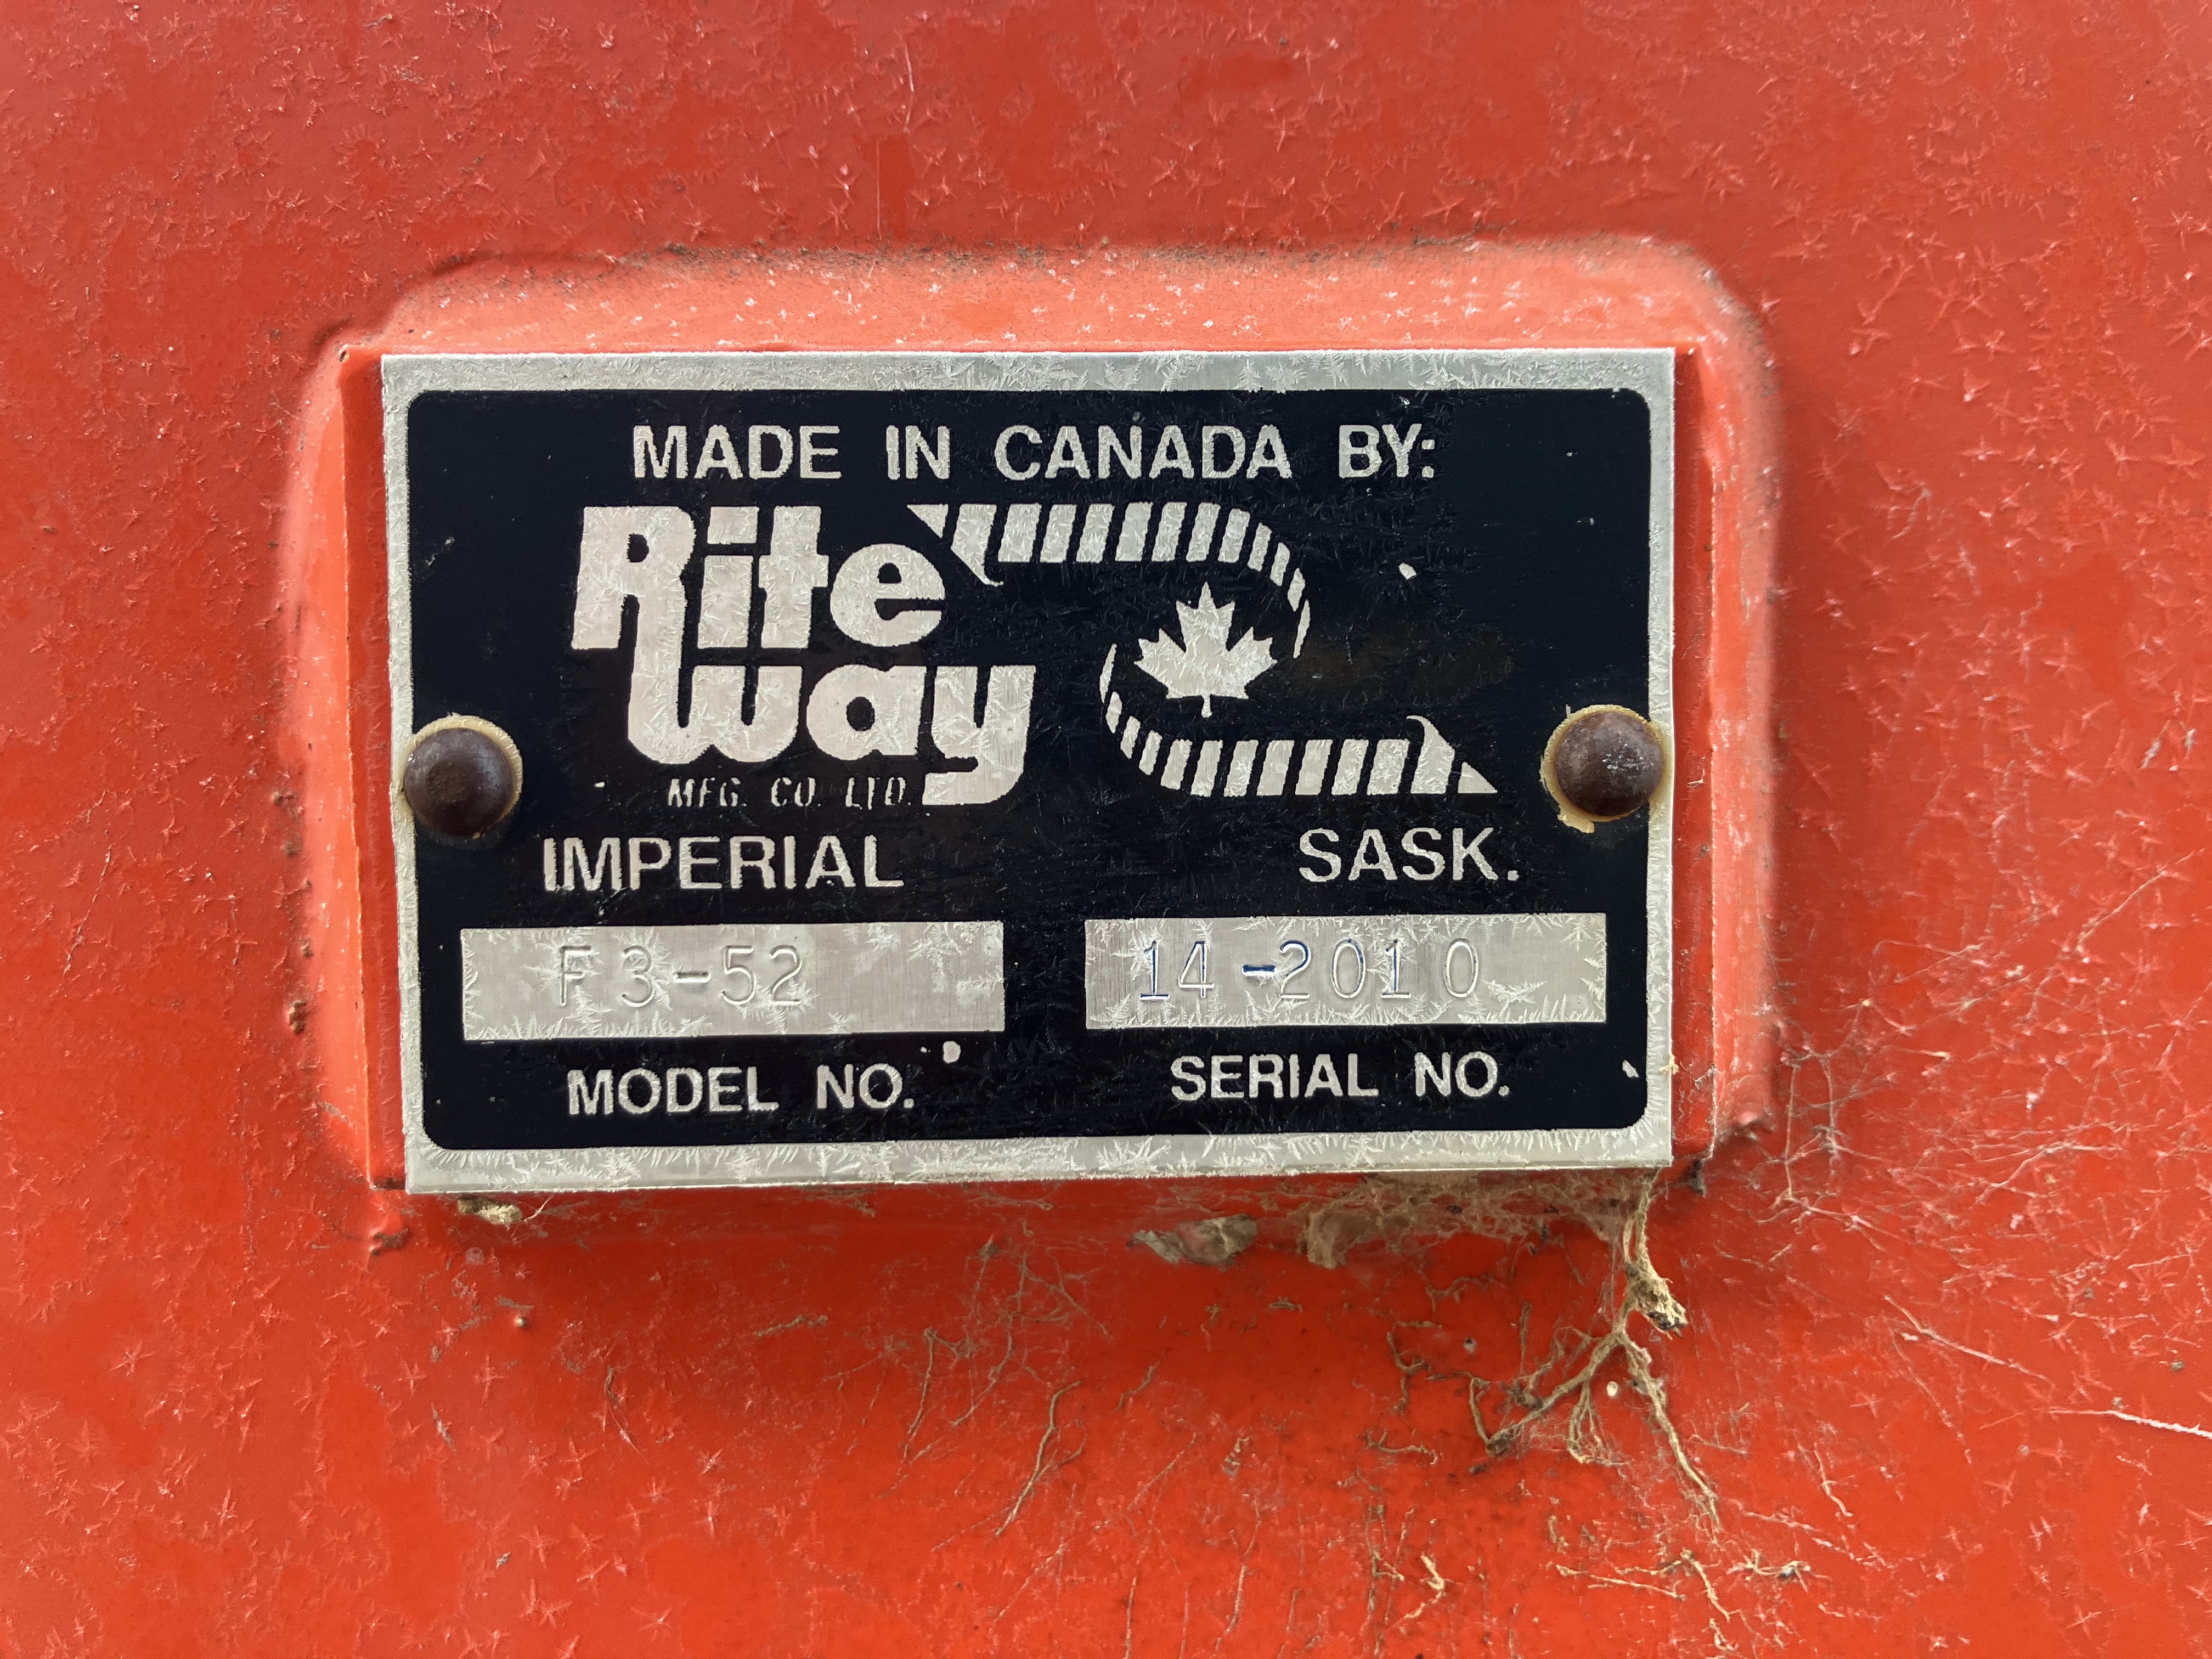 MADE IN CANADA BY:
Rite
Way
MFG. CO. LTD.
IMPERIAL SASK.
F3-52 14-2010
MODEL NO. SERIAL NO.